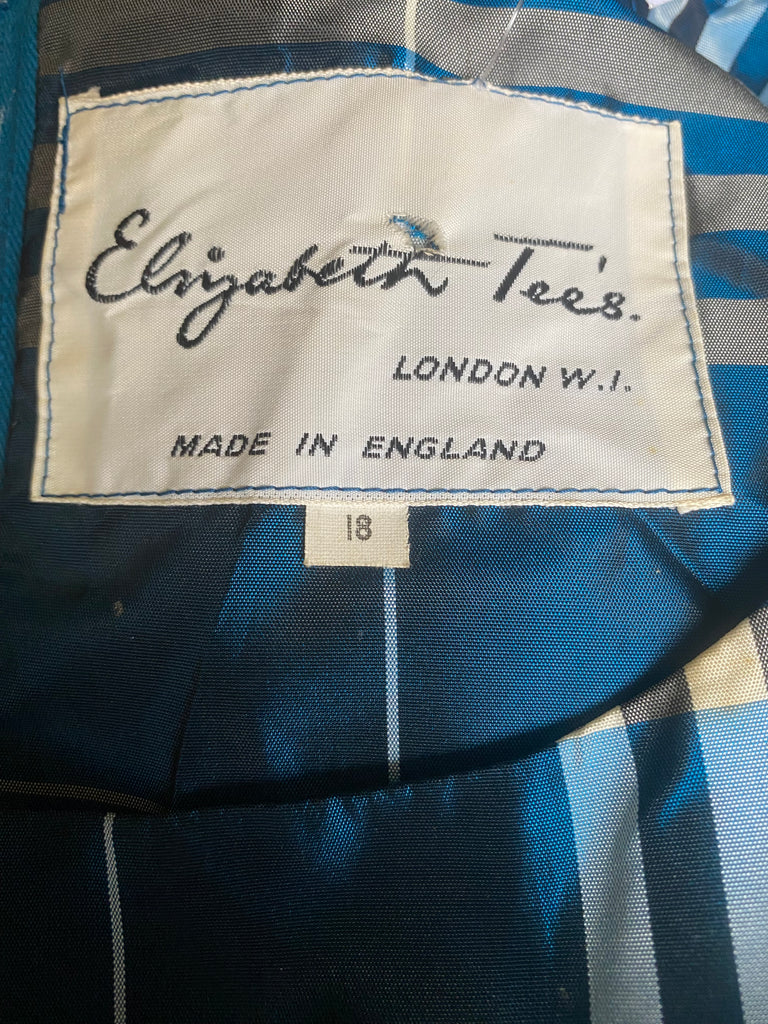 Elizabeth Tee's.
LONDON W.1.
MADE IN ENGLAND
18